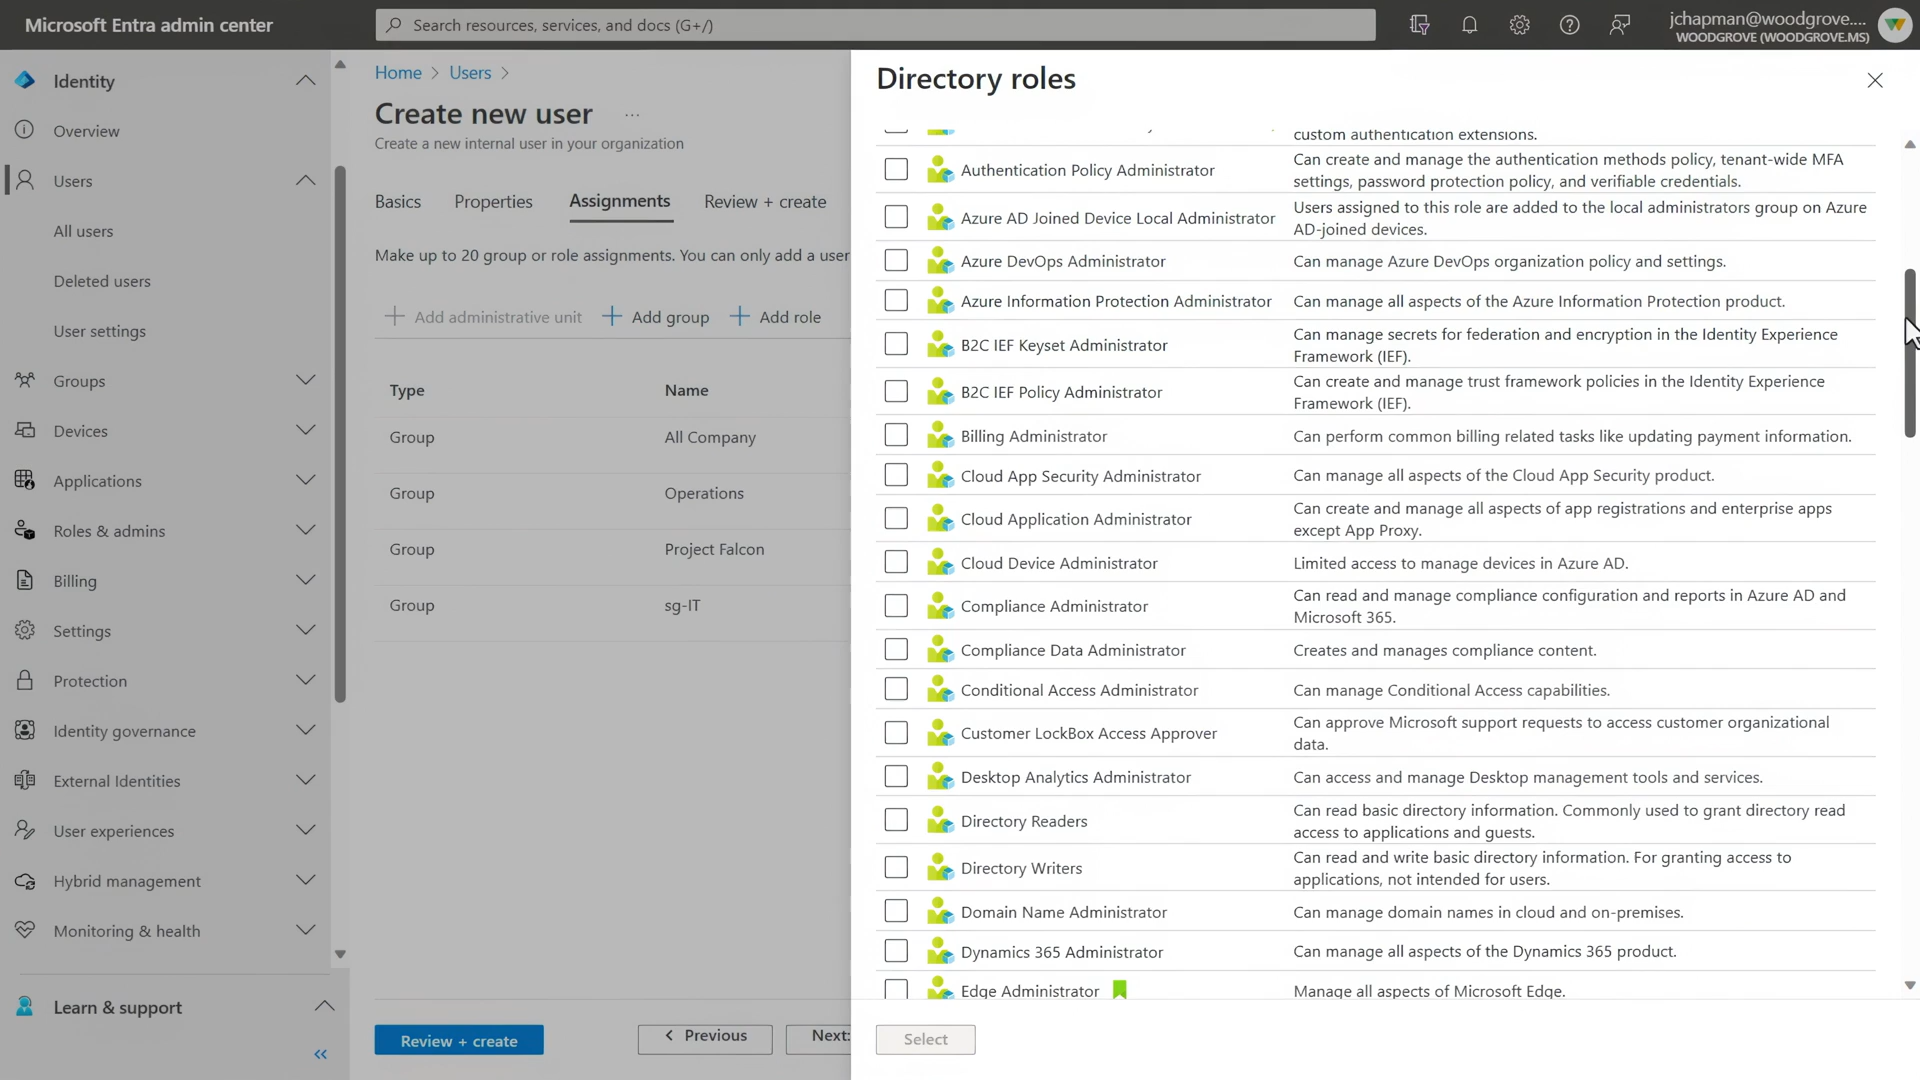 Microsoft Entra admin center
Search resources, services, and docs (G+/)
jchapman@woodgrove....
WOODGROVE (WOODGROVE.MS)
Identity
Overview
Users
All users
Deleted users
User settings
Groups
Devices
Applications
Roles & admins
Billing
Settings
Protection
Identity governance
External Identities
User experiences
Hybrid management
Monitoring & health
Learn & support
Home > Users >
Create new user ...
Create a new internal user in your organization
Basics Properties Assignments Review + create
Make up to 20 group or role assignments. You can only add a user
Add administrative unit Add group Add role
Type Name
Group All Company
Group Operations
Group Project Falcon
Group sg-IT
Review + create < Previous Next:
Directory roles
custom authentication extensions.
Authentication Policy Administrator Can create and manage the authentication methods policy, tenant-wide MFA
settings, password protection policy, and verifiable credentials.
Azure AD Joined Device Local Administrator Users assigned to this role are added to the local administrators group on Azure
AD-joined devices.
Azure DevOps Administrator Can manage Azure DevOps organization policy and settings.
Azure Information Protection Administrator Can manage all aspects of the Azure Information Protection product.
B2C IEF Keyset Administrator Can manage secrets for federation and encryption in the Identity Experience
Framework (IEF).
B2C IEF Policy Administrator Can create and manage trust framework policies in the Identity Experience
Framework (IEF).
Billing Administrator Can perform common billing related tasks like updating payment information.
Cloud App Security Administrator Can manage all aspects of the Cloud App Security product.
Cloud Application Administrator Can create and manage all aspects of app registrations and enterprise apps
except App Proxy.
Cloud Device Administrator Limited access to manage devices in Azure AD.
Compliance Administrator Can read and manage compliance configuration and reports in Azure AD and
Microsoft 365.
Compliance Data Administrator Creates and manages compliance content.
Conditional Access Administrator Can manage Conditional Access capabilities.
Customer LockBox Access Approver Can approve Microsoft support requests to access customer organizational
data.
Desktop Analytics Administrator Can access and manage Desktop management tools and services.
Directory Readers Can read basic directory information. Commonly used to grant directory read
access to applications and guests.
Directory Writers Can read and write basic directory information. For granting access to
applications, not intended for users.
Domain Name Administrator Can manage domain names in cloud and on-premises.
Dynamics 365 Administrator Can manage all aspects of the Dynamics 365 product.
Edge Administrator Manage all aspects of Microsoft Edge.
Select